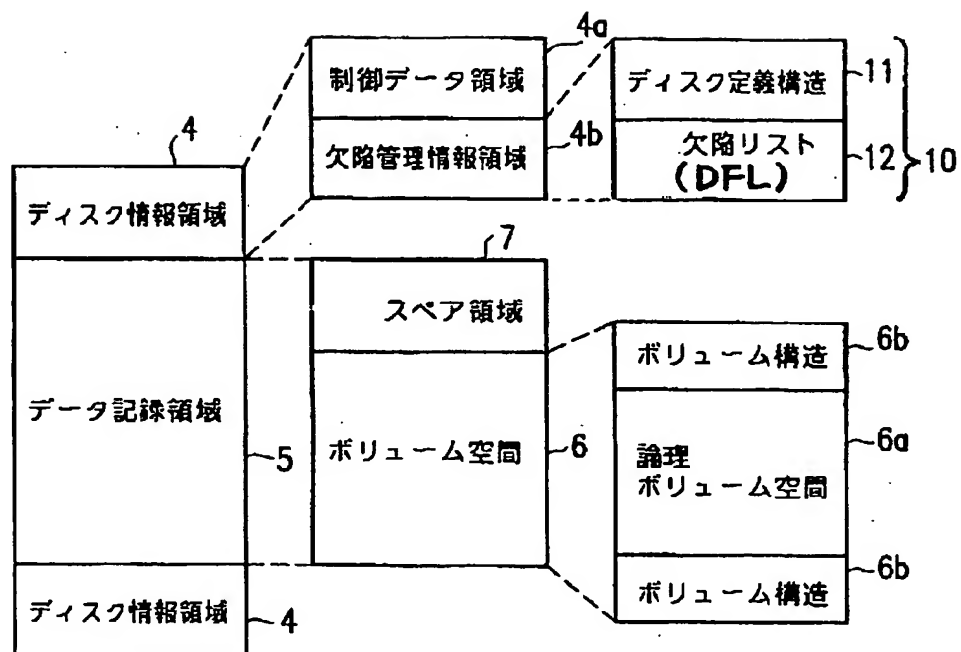 4
ディスク情報領域
データ記録領域
5
ディスク情報領域
4
4a
制御データ領域
欠陥管理情報領域
4b
ディスク定義構造
11
欠陥リスト
(DFL)
12
10
7
スペア領域
ボリューム空間
6
ボリューム構造
6b
論理
ボリューム空間
6a
ボリューム構造
6b